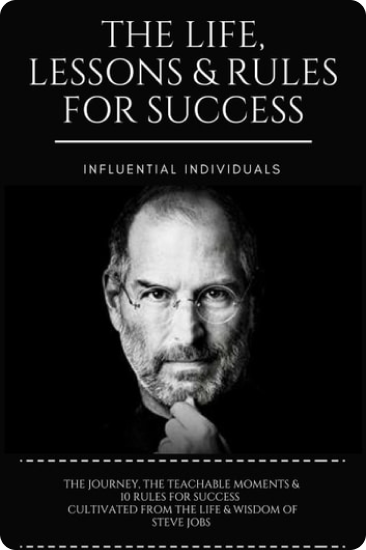 THE LIFE,
LESSONS & RULES
FOR SUCCESS
INFLUENTIAL INDIVIDUALS
THE JOURNEY, THE TEACHABLE MOMENTS &
10 RULES FOR SUCCESS
CULTIVATED FROM THE LIFE & WISDOM OF
STEVE JOBS